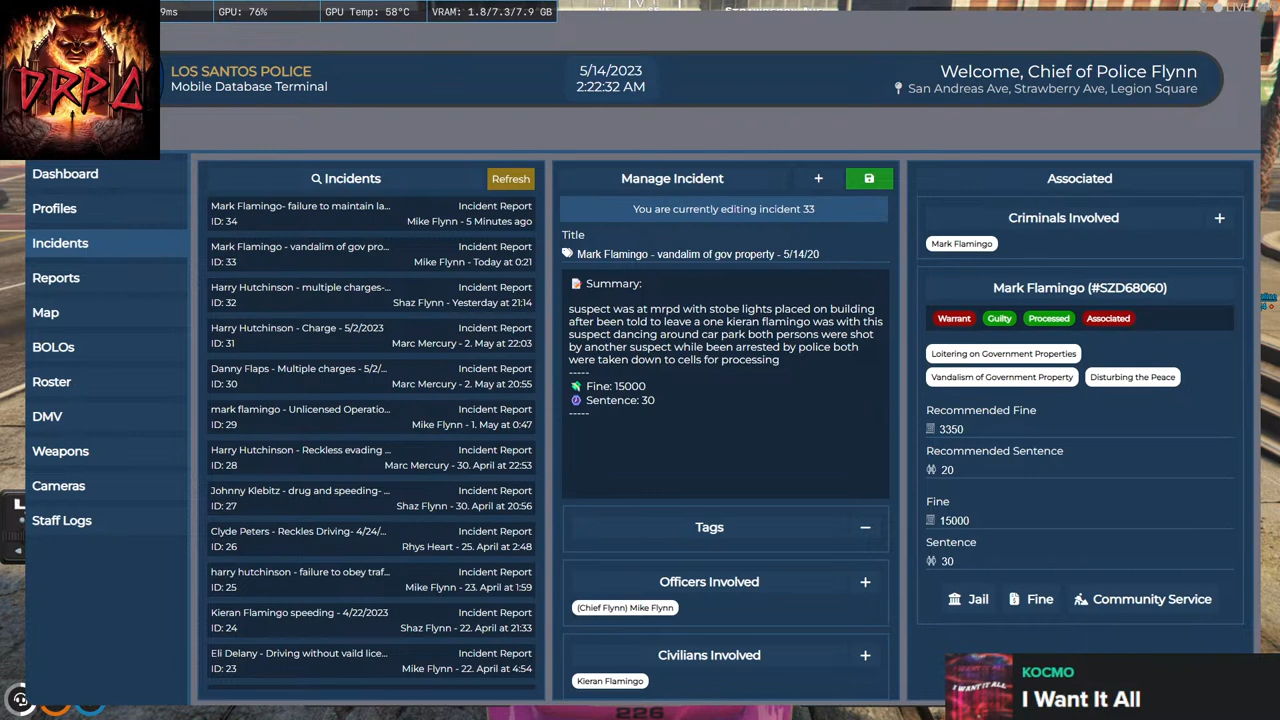 GPU: 76%
GPU Temp: 58°C
VRAM: 1.8/7.3/7.9 GB
LIVE
DRPC
LOS SANTOS POLICE
Mobile Database Terminal
5/14/2023
2:22:32 AM
Welcome, Chief of Police Flynn
San Andreas Ave, Strawberry Ave, Legion Square
Dashboard
Profiles
Incidents
Reports
Map
BOLOs
Roster
DMV
Weapons
Cameras
Staff Logs
Incidents
Refresh
Mark Flamingo- failure to maintain la... Incident Report
ID: 34 Mike Flynn - 5 Minutes ago
Mark Flamingo - vandalim of gov pro... Incident Report
ID: 33 Mike Flynn - Today at 0:21
Harry Hutchinson - multiple charges-... Incident Report
ID: 32 Shaz Flynn - Yesterday at 21:14
Harry Hutchinson - Charge - 5/2/2023 Incident Report
ID: 31 Marc Mercury - 2. May at 22:03
Danny Flaps - Multiple charges - 5/2/... Incident Report
ID: 30 Marc Mercury - 2. May at 20:55
mark flamingo - Unlicensed Operatio... Incident Report
ID: 29 Mike Flynn - 1. May at 0:47
Harry Hutchinson - Reckless evading ... Incident Report
ID: 28 Marc Mercury - 30. April at 22:53
Johnny Klebitz - drug and speeding- ... Incident Report
ID: 27 Shaz Flynn - 30. April at 20:56
Clyde Peters - Reckles Driving- 4/24/... Incident Report
ID: 26 Rhys Heart - 25. April at 2:48
harry hutchinson - failure to obey traf... Incident Report
ID: 25 Mike Flynn - 23. April at 1:59
Kieran Flamingo speeding - 4/22/2023 Incident Report
ID: 24 Shaz Flynn - 22. April at 21:33
Eli Delany - Driving without vaild lice... Incident Report
ID: 23 Mike Flynn - 22. April at 4:54
Manage Incident
You are currently editing incident 33
Title
Mark Flamingo - vandalim of gov property - 5/14/20
Summary:
suspect was at mrpd with stobe lights placed on building
after been told to leave a one kieran flamingo was with this
suspect dancing around car park both persons were shot
by another suspect while been arrested by police both
were taken down to cells for processing
-----
Fine: 15000
Sentence: 30
-----
Tags
Officers Involved
(Chief Flynn) Mike Flynn
Civilians Involved
Kieran Flamingo
Associated
Criminals Involved
Mark Flamingo
Mark Flamingo (#SZD68060)
Warrant Guilty Processed Associated
Loitering on Government Properties
Vandalism of Government Property Disturbing the Peace
Recommended Fine
3350
Recommended Sentence
20
Fine
15000
Sentence
30
Jail Fine Community Service
KOCMO
I Want It All
I WANT IT ALL
226